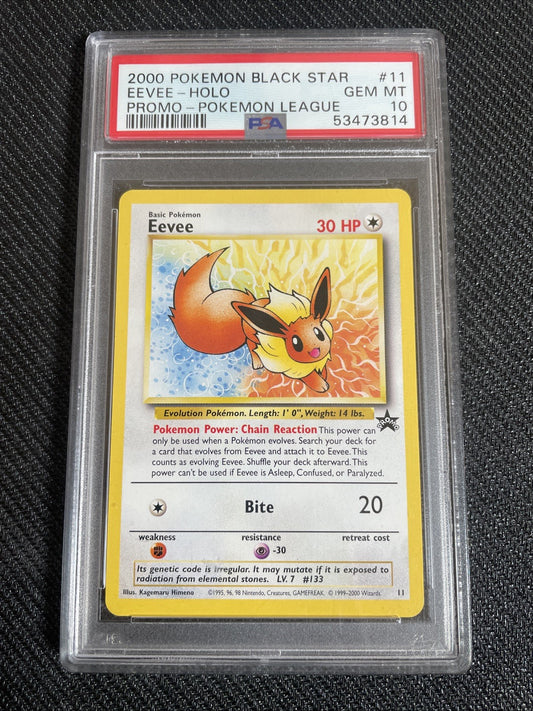 2000 POKEMON BLACK STAR #11
EEVEE-HOLO GEM MT
PROMO-POKEMON LEAGUE 10
PSA 53473814
Basic Pokémon
Eevee 30 HP
Evolution Pokémon. Length: 1' 0", Weight: 14 lbs.
PROMO
Pokémon Power: Chain Reaction This power can
only be used when a Pokémon evolves. Search your deck for
a card that evolves from Eevee and attach it to Eevee. This
counts as evolving Eevee. Shuffle your deck afterward. This
power can't be used if Eevee is Asleep, Confused, or Paralyzed.
Bite 20
weakness resistance retreat cost
-30
Its genetic code is irregular. It may mutate if it is exposed to
radiation from elemental stones. LV. 7 #133
Illus. Kagemaru Himeno ©1995, 96, 98 Nintendo, Creatures, GAMEFREAK. © 1999-2000 Wizards. 11